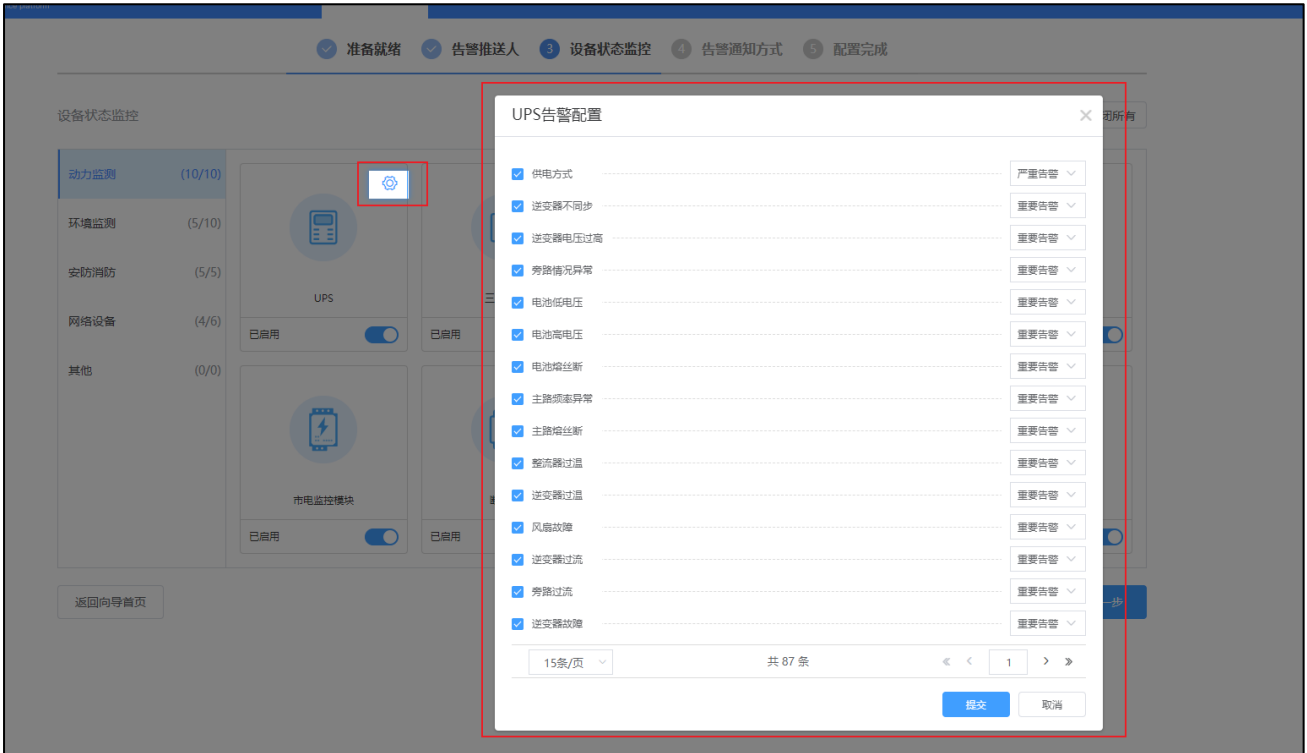 准备就绪 告警推送人 3 设备状态监控 4 告警通知方式 5 配置完成
设备状态监控
闭所有
动力监测 (10/10)
环境监测 (5/10)
安防消防 (5/5)
网络设备 (4/6)
其他 (0/0)
UPS
三
已启用
已启用
市电监控模块
已启用
已启用
返回向导首页
一步
UPS告警配置
供电方式 严重告警
逆变器不同步 重要告警
逆变器电压过高 重要告警
旁路情况异常 重要告警
电池低电压 重要告警
电池高电压 重要告警
电池熔丝断 重要告警
主路频率异常 重要告警
主路熔丝断 重要告警
整流器过温 重要告警
逆变器过温 重要告警
风扇故障 重要告警
逆变器过流 重要告警
旁路过流 重要告警
逆变器故障 重要告警
15条/页 共 87 条 1
提交 取消